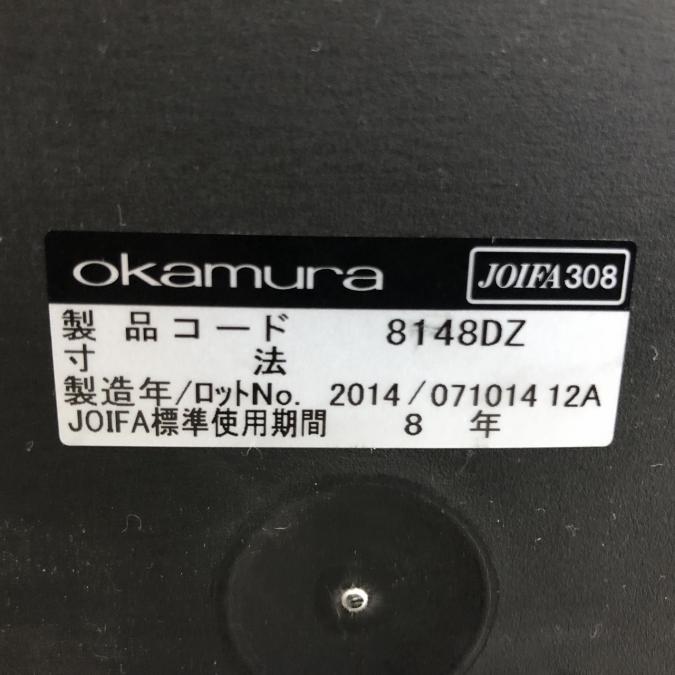 okamura JOIFA308
製品コード 8148DZ
寸法
製造年/ロットNo. 2014/071014 12A
JOIFA標準使用期間 8 年